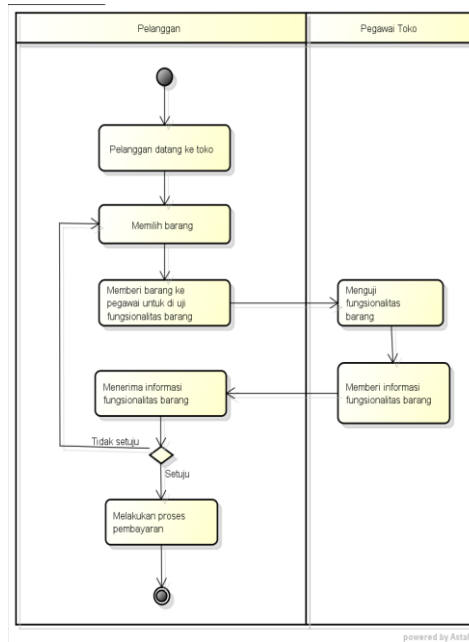 Pelanggan
Pegawai Toko
Pelanggan datang ke toko
Memilih barang
Memberi barang ke
pegawai untuk di uji
fungsionalitas barang
Menguji
fungsionalitas
barang
Menerima informasi
fungsionalitas barang
Memberi informasi
fungsionalitas barang
Tidak setuju
Setuju
Melakukan proses
pembayaran
powered by